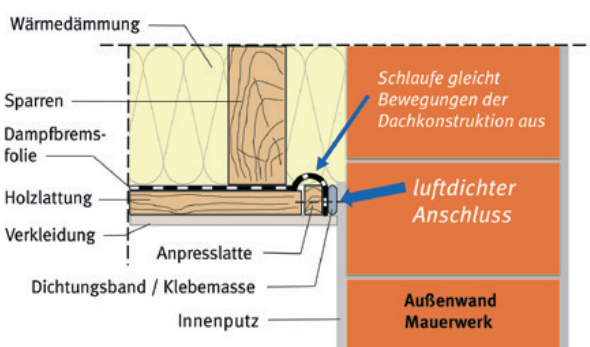 Wärmedämmung
Sparren
Dampfbrems-
folie
Holzlattung
Verkleidung
Anpresslatte
Dichtungsband / Klebemasse
Innenputz
Schlaufe gleicht
Bewegungen der
Dachkonstruktion aus
luftdichter
Anschluss
Außenwand
Mauerwerk